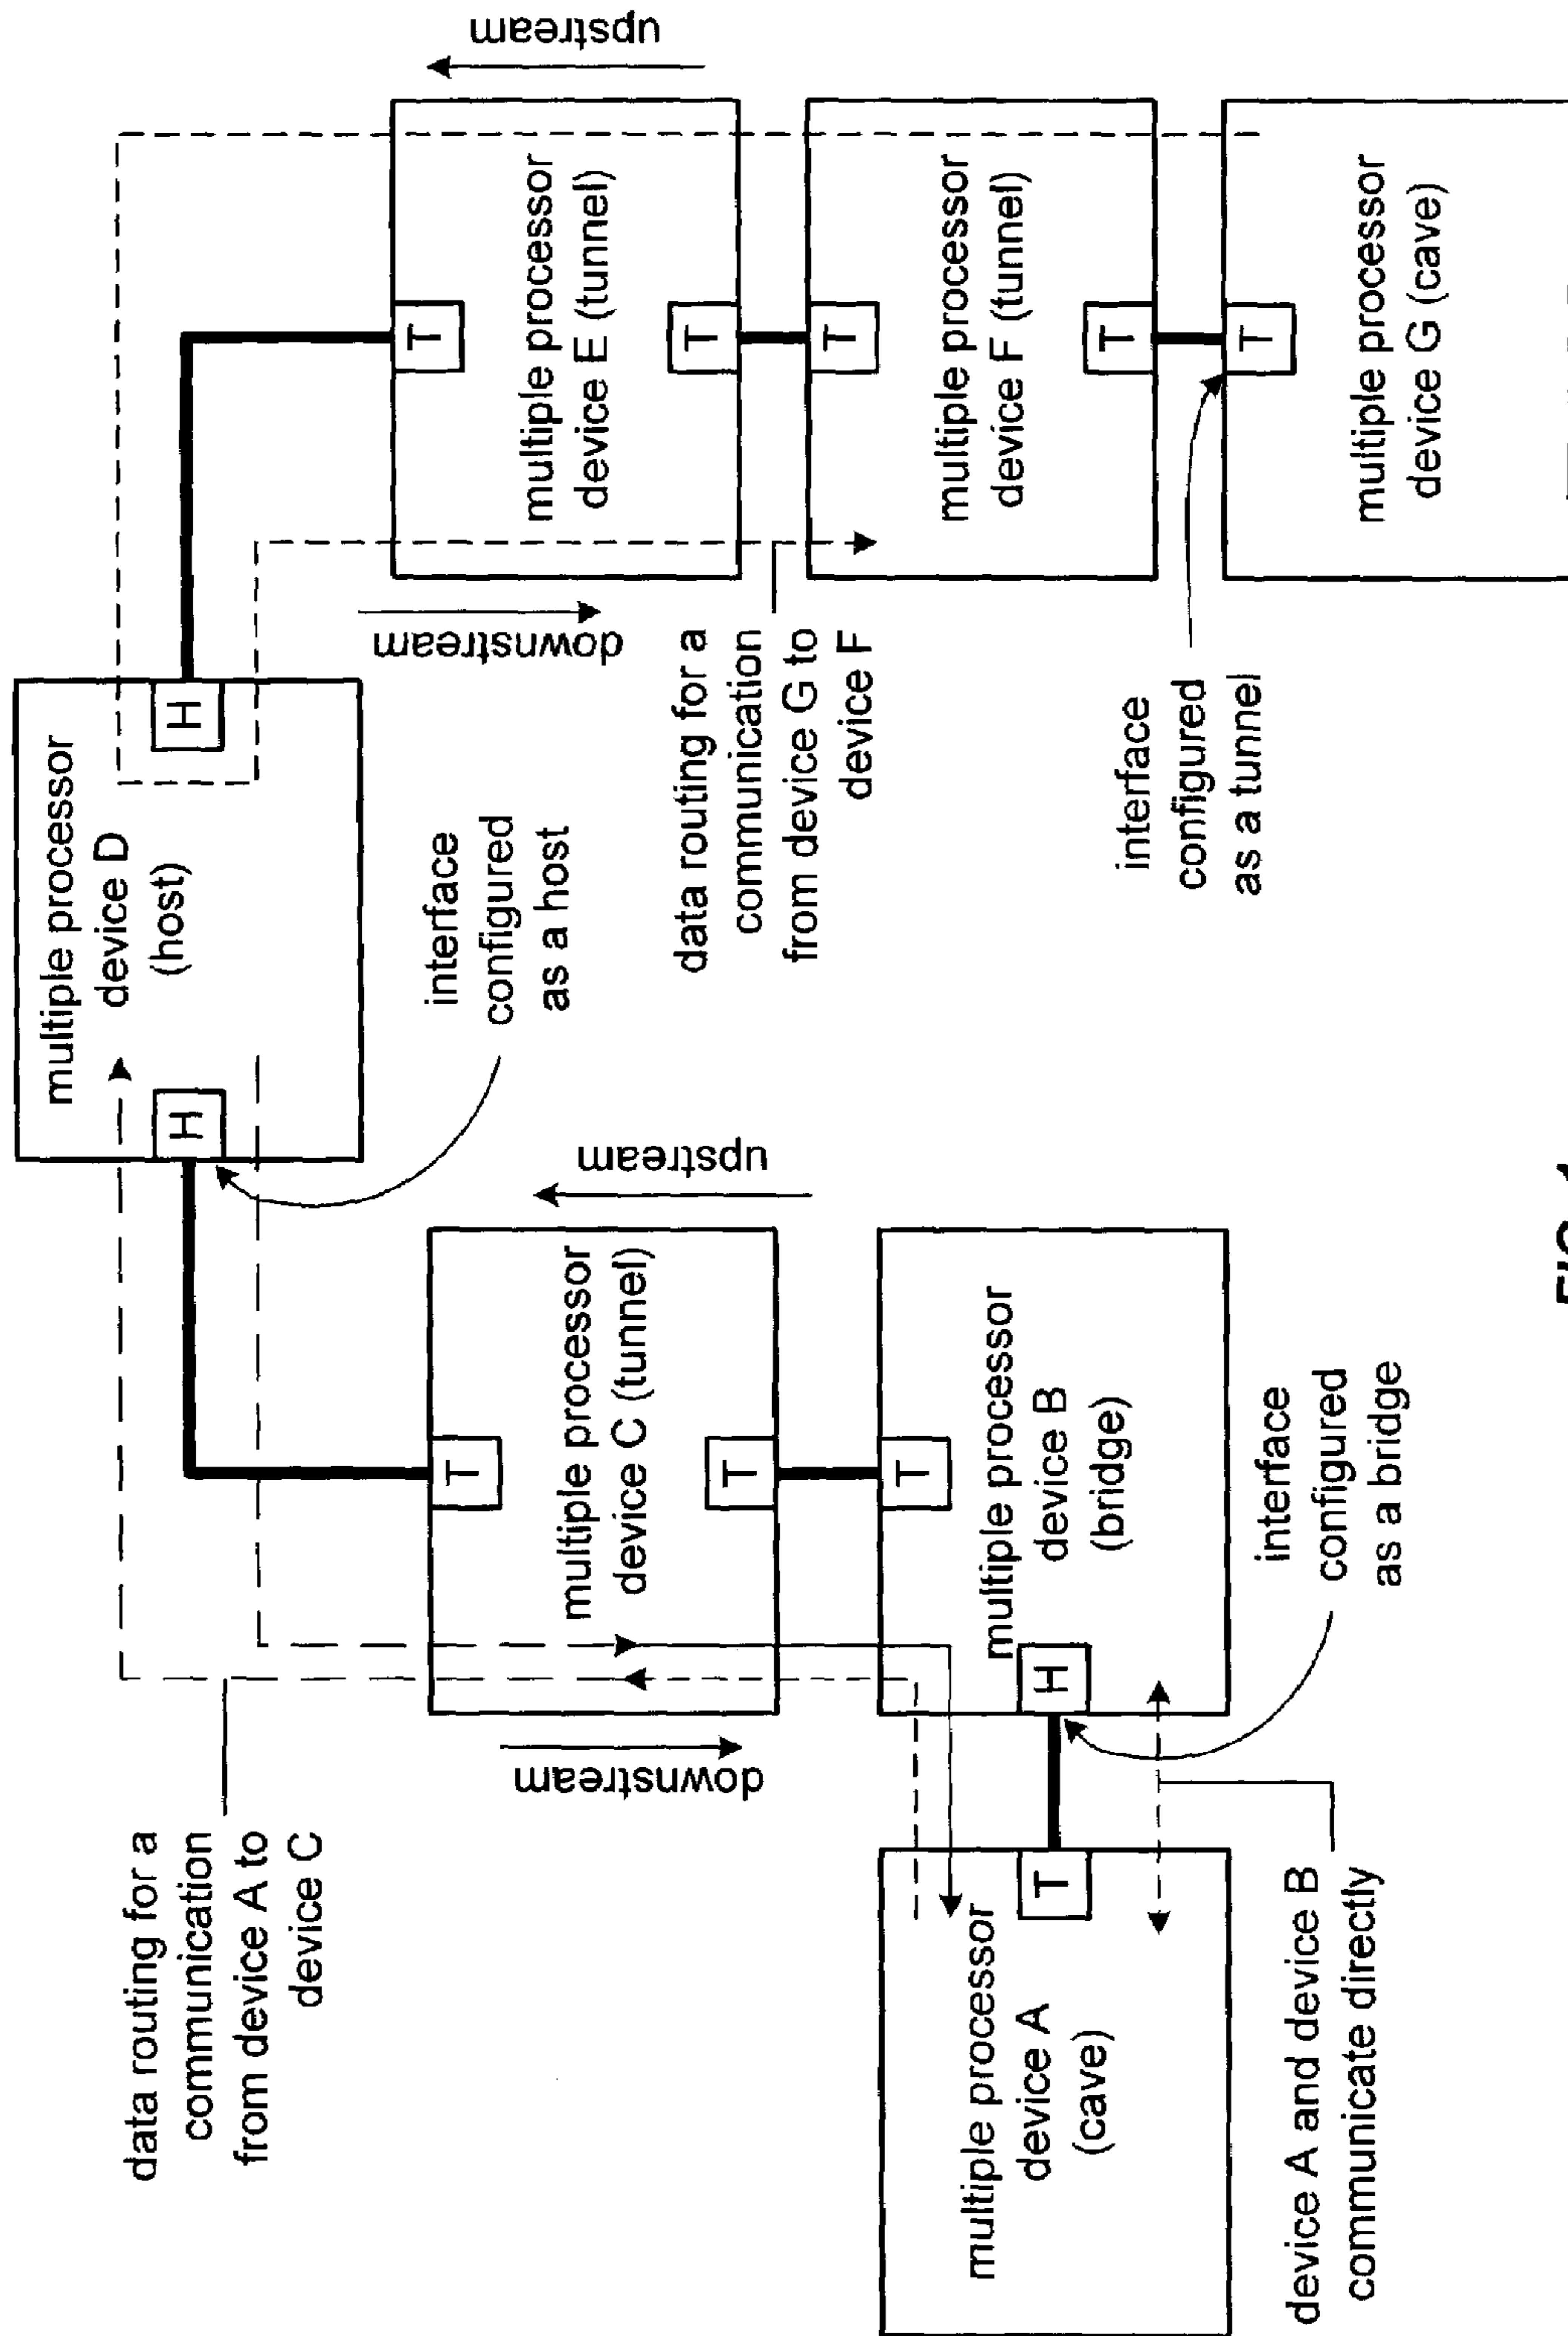 multiple processor
device D
(host)
H
H
upstream
data routing for a
communication
from device A to
device C
T
multiple processor
device C (tunnel)
T
downstream
upstream
interface
configured
as a host
downstream
T
multiple processor
device E (tunnel)
T
data routing for a
communication
from device G to
device F
T
multiple processor
device F (tunnel)
T
multiple processor
device A
(cave)
T
T
multiple processor
device B
(bridge)
H
device A and device B
communicate directly
interface
configured
as a bridge
interface
configured
as a tunnel
T
multiple processor
device G (cave)